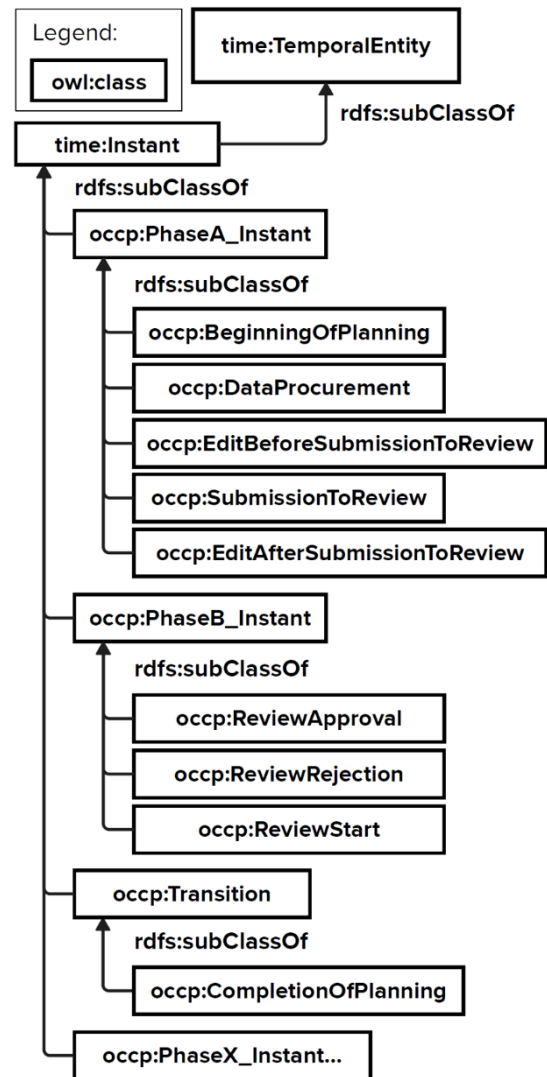 Legend:
owl:class
time:TemporalEntity
rdfs:subClassOf
time:Instant
rdfs:subClassOf
occp:PhaseA_Instant
rdfs:subClassOf
occp:BeginningOfPlanning
occp:DataProcurement
occp:EditBeforeSubmissionToReview
occp:SubmissionToReview
occp:EditAfterSubmissionToReview
occp:PhaseB_Instant
rdfs:subClassOf
occp:ReviewApproval
occp:ReviewRejection
occp:ReviewStart
occp:Transition
rdfs:subClassOf
occp:CompletionOfPlanning
occp:PhaseX_Instant...